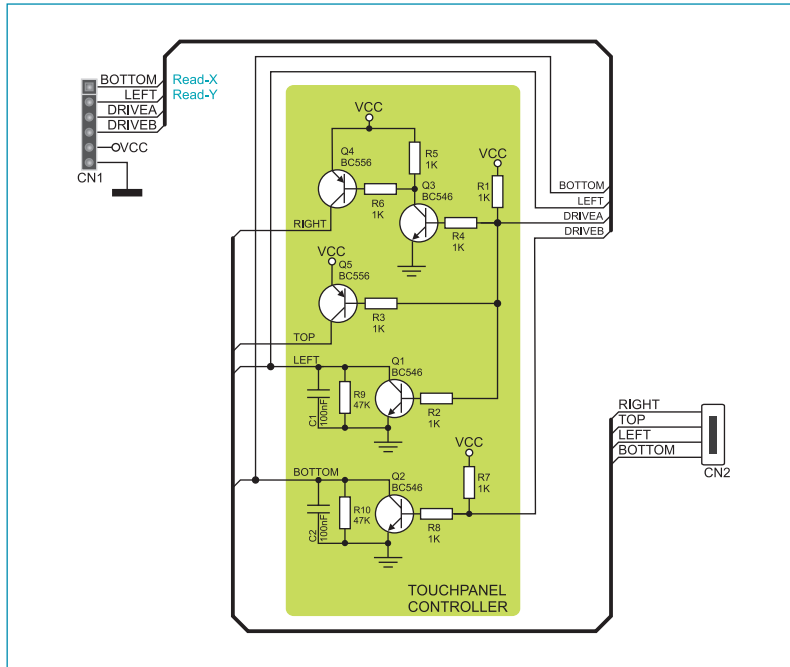 BOTTOM Read-X
LEFT Read-Y
DRIVEA
DRIVEB
VCC
CN1
VCC
Q4
BC556
R5
1K
VCC
Q3
BC546
R1
1K
R6
1K
R4
1K
BOTTOM
LEFT
DRIVEA
DRIVEB
RIGHT
VCC
Q5
BC556
R3
1K
TOP
LEFT
Q1
BC546
C1
100nF
R9
47K
R2
1K
RIGHT
TOP
LEFT
BOTTOM
CN2
VCC
BOTTOM
Q2
BC546
R7
1K
C2
100nF
R10
47K
R8
1K
TOUCHPANEL
CONTROLLER